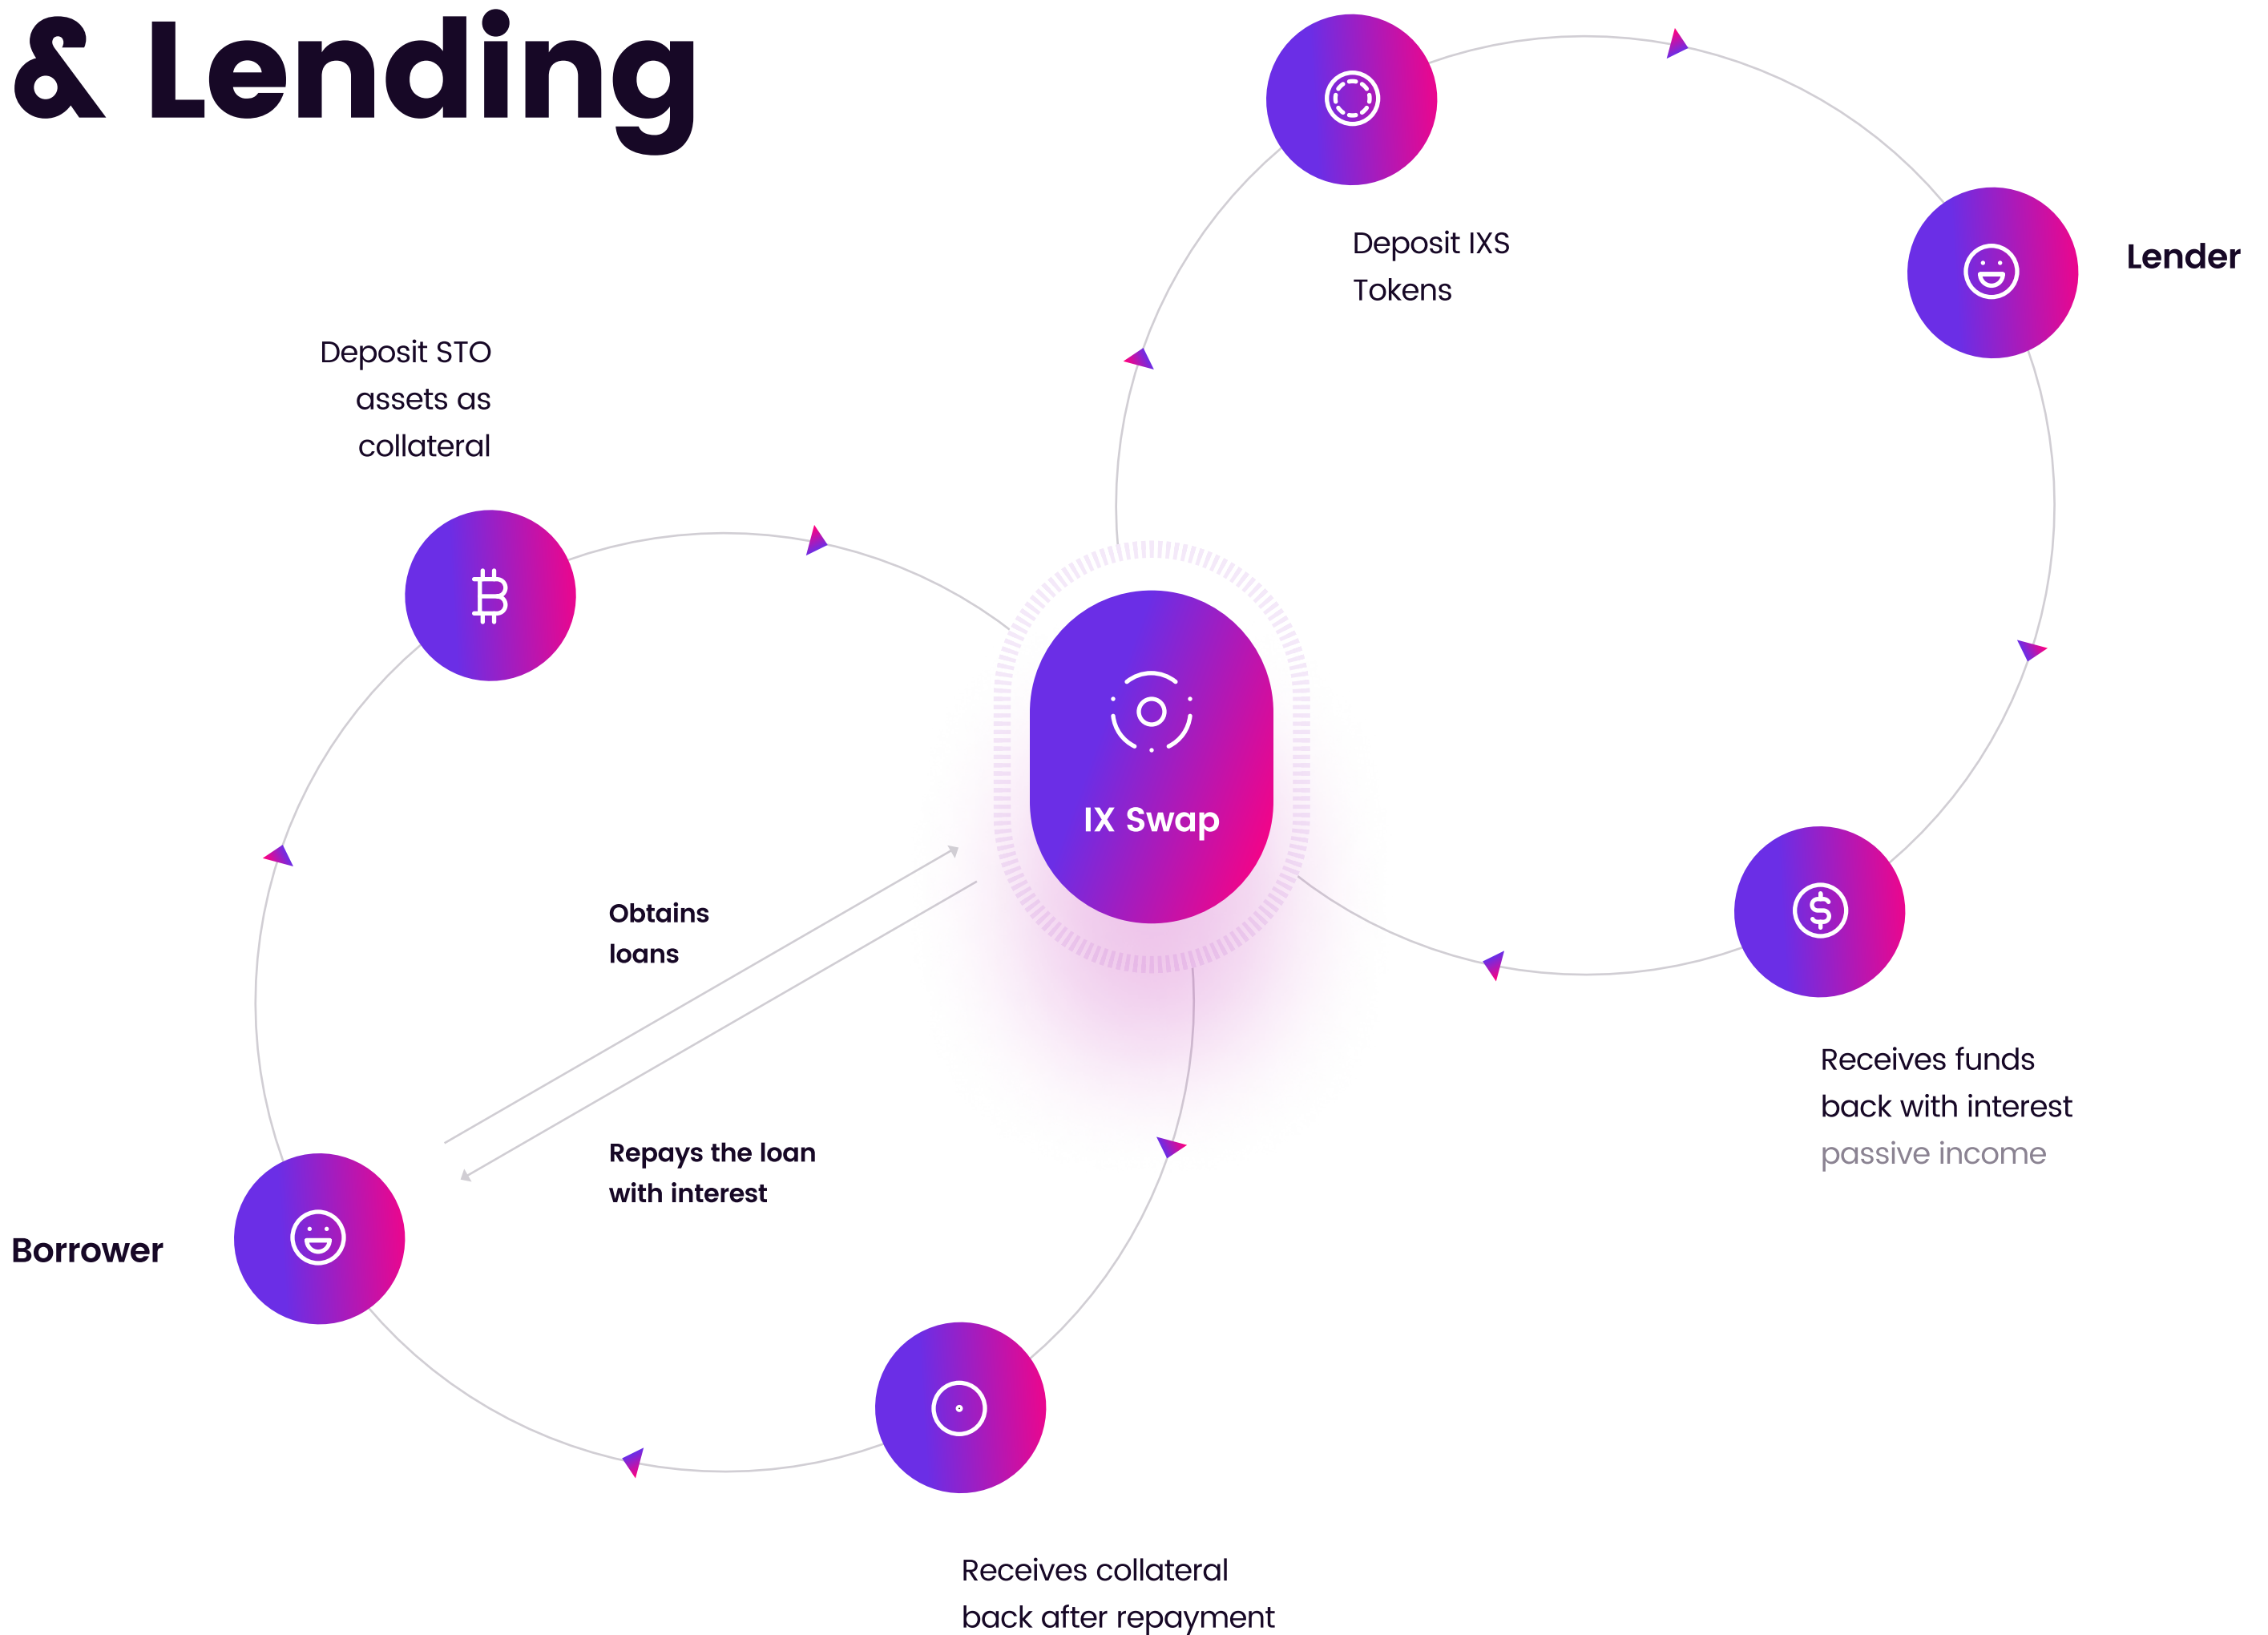 & Lending
Deposit IXS
Tokens
Lender
Deposit STO
assets as
collateral
IX Swap
Obtains
loans
Receives funds
back with interest
passive income
Repays the loan
with interest
Borrower
Receives collateral
back after repayment